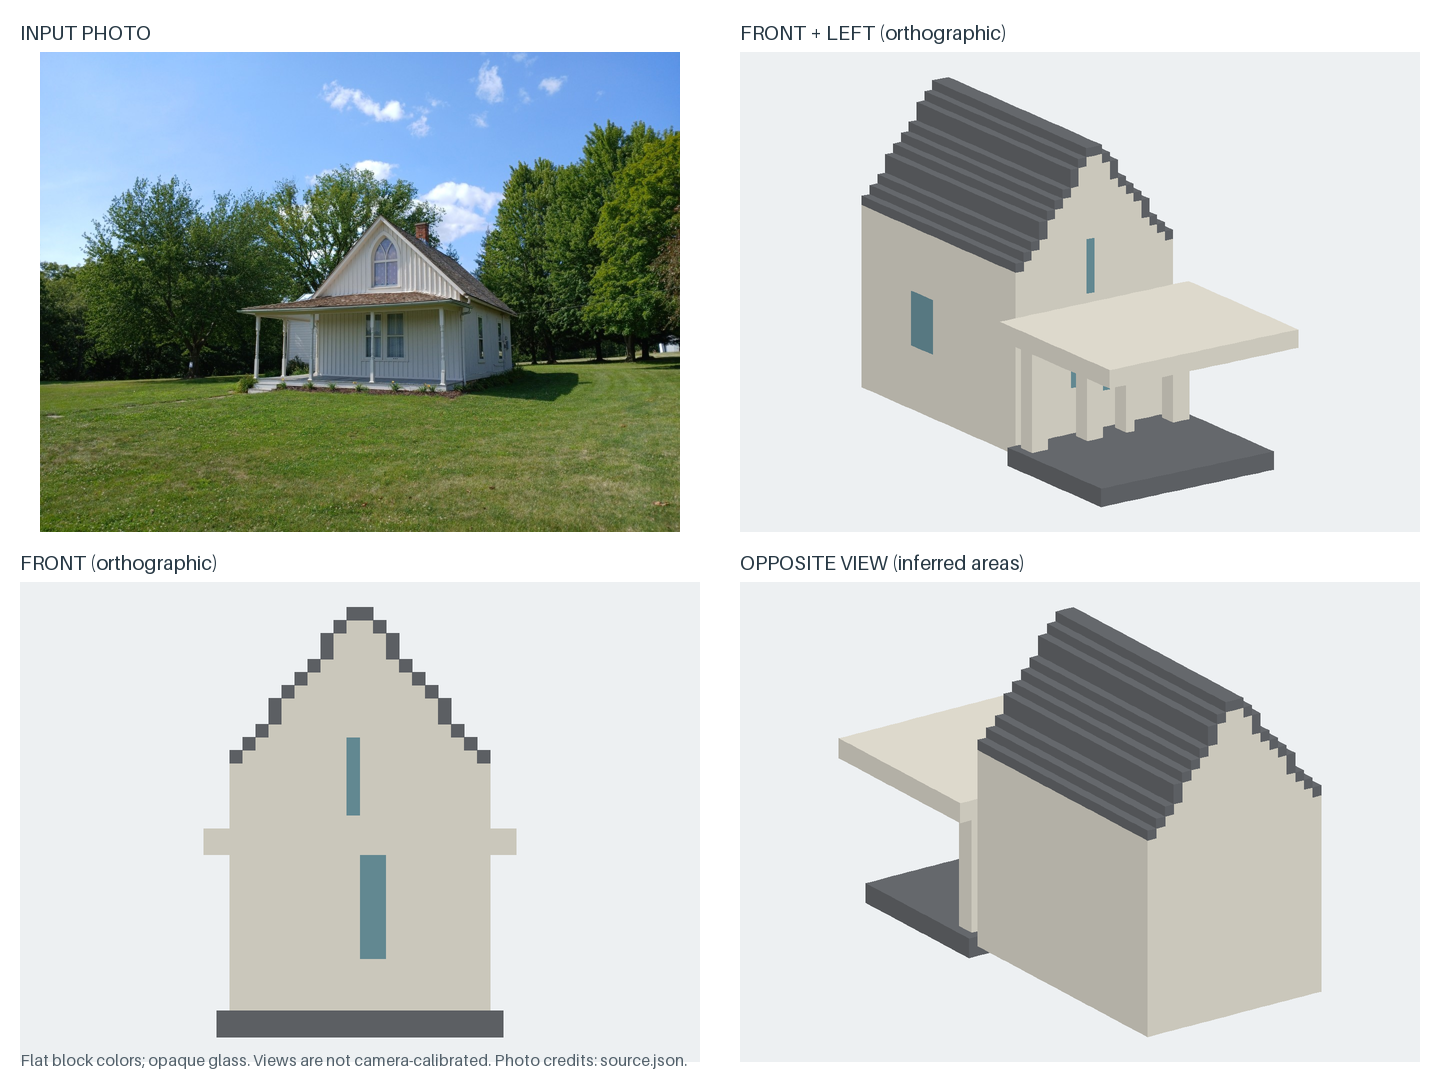 INPUT PHOTO
FRONT + LEFT (orthographic)
FRONT (orthographic)
OPPOSITE VIEW (inferred areas)
Flat block colors; opaque glass. Views are not camera-calibrated. Photo credits: source.json.